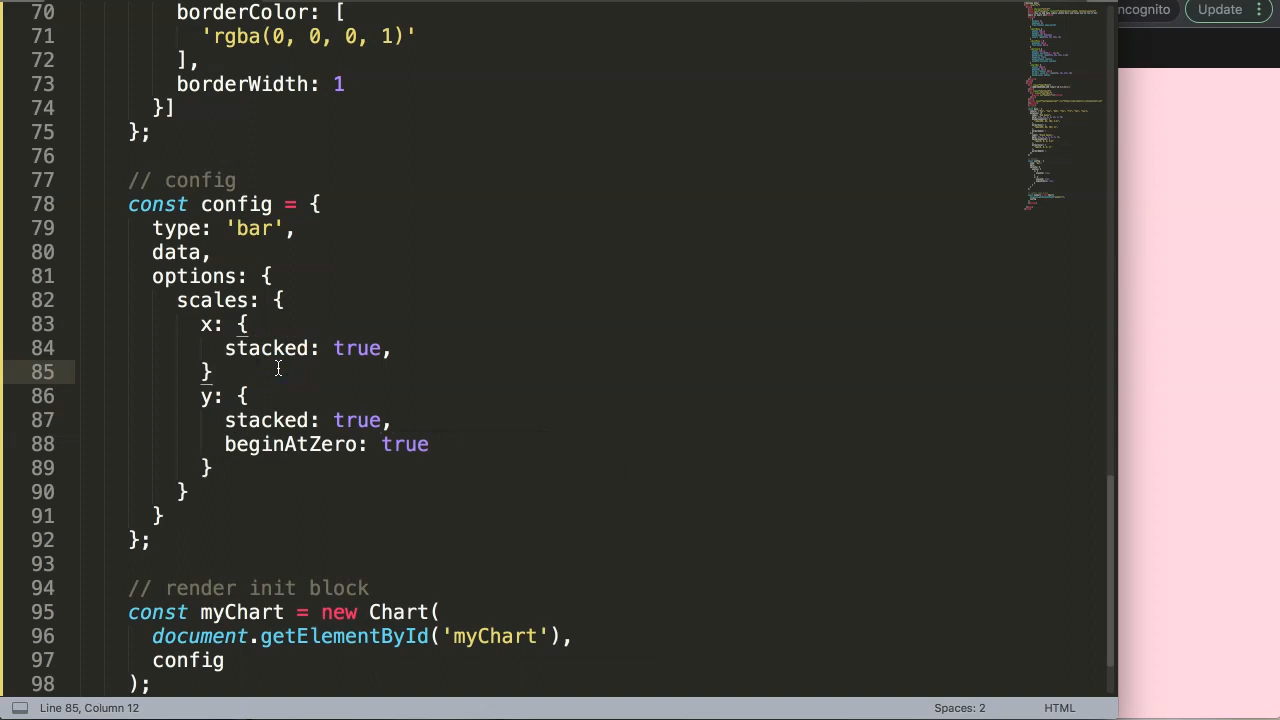 ncognito
Update
70 borderColor: [
71 'rgba(0, 0, 0, 1)'
72 ],
73 borderWidth: 1
74 }]
75 };
76
77 // config
78 const config = {
79 type: 'bar',
80 data,
81 options: {
82 scales: {
83 x: {
84 stacked: true,
85 }
86 y: {
87 stacked: true,
88 beginAtZero: true
89 }
90 }
91 }
92 };
93
94 // render init block
95 const myChart = new Chart(
96 document.getElementById('myChart'),
97 config
98 );
Line 85, Column 12
Spaces: 2
HTML